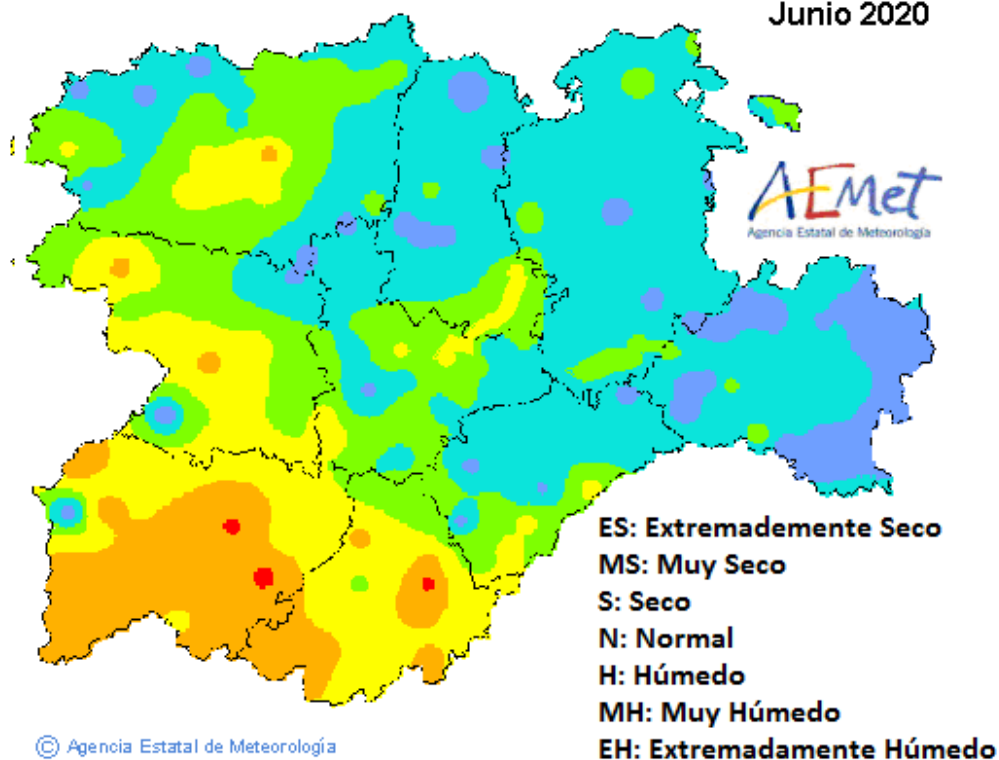 Junio 2020
AEMet
Agencia Estatal de Meteorología
ES: Extremademente Seco
MS: Muy Seco
S: Seco
N: Normal
H: Húmedo
MH: Muy Húmedo
EH: Extremadamente Húmedo
© Agencia Estatal de Meteorología